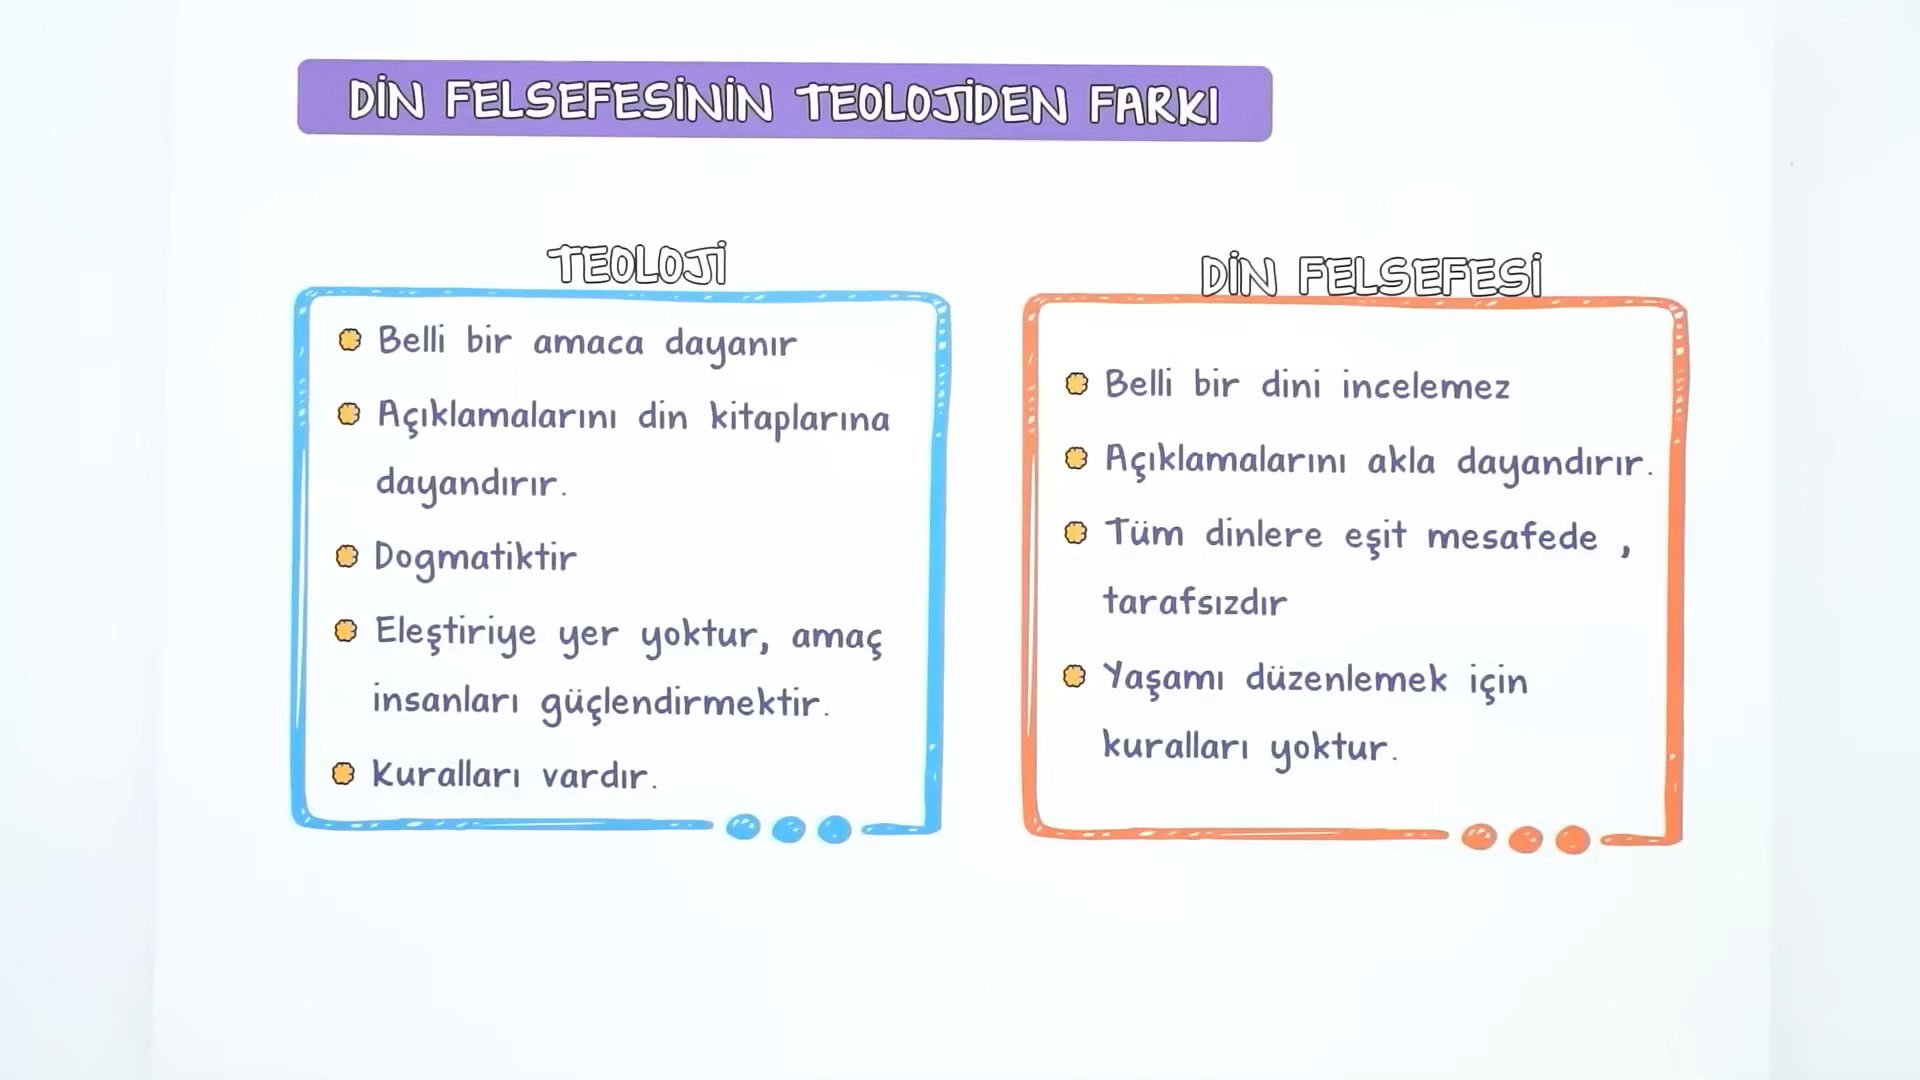 DİN FELSEFESİNİN TEOLOJİDEN FARKI
TEOLOJİ
Belli bir amaca dayanır
Açıklamalarını din kitaplarına
dayandırır.
Dogmatiktir
Eleştiriye yer yoktur, amaç
insanları güçlendirmektir.
Kuralları vardır.
DİN FELSEFESİ
Belli bir dini incelemez
Açıklamalarını akla dayandırır.
Tüm dinlere eşit mesafede ,
tarafsızdır
Yaşamı düzenlemek için
kuralları yoktur.